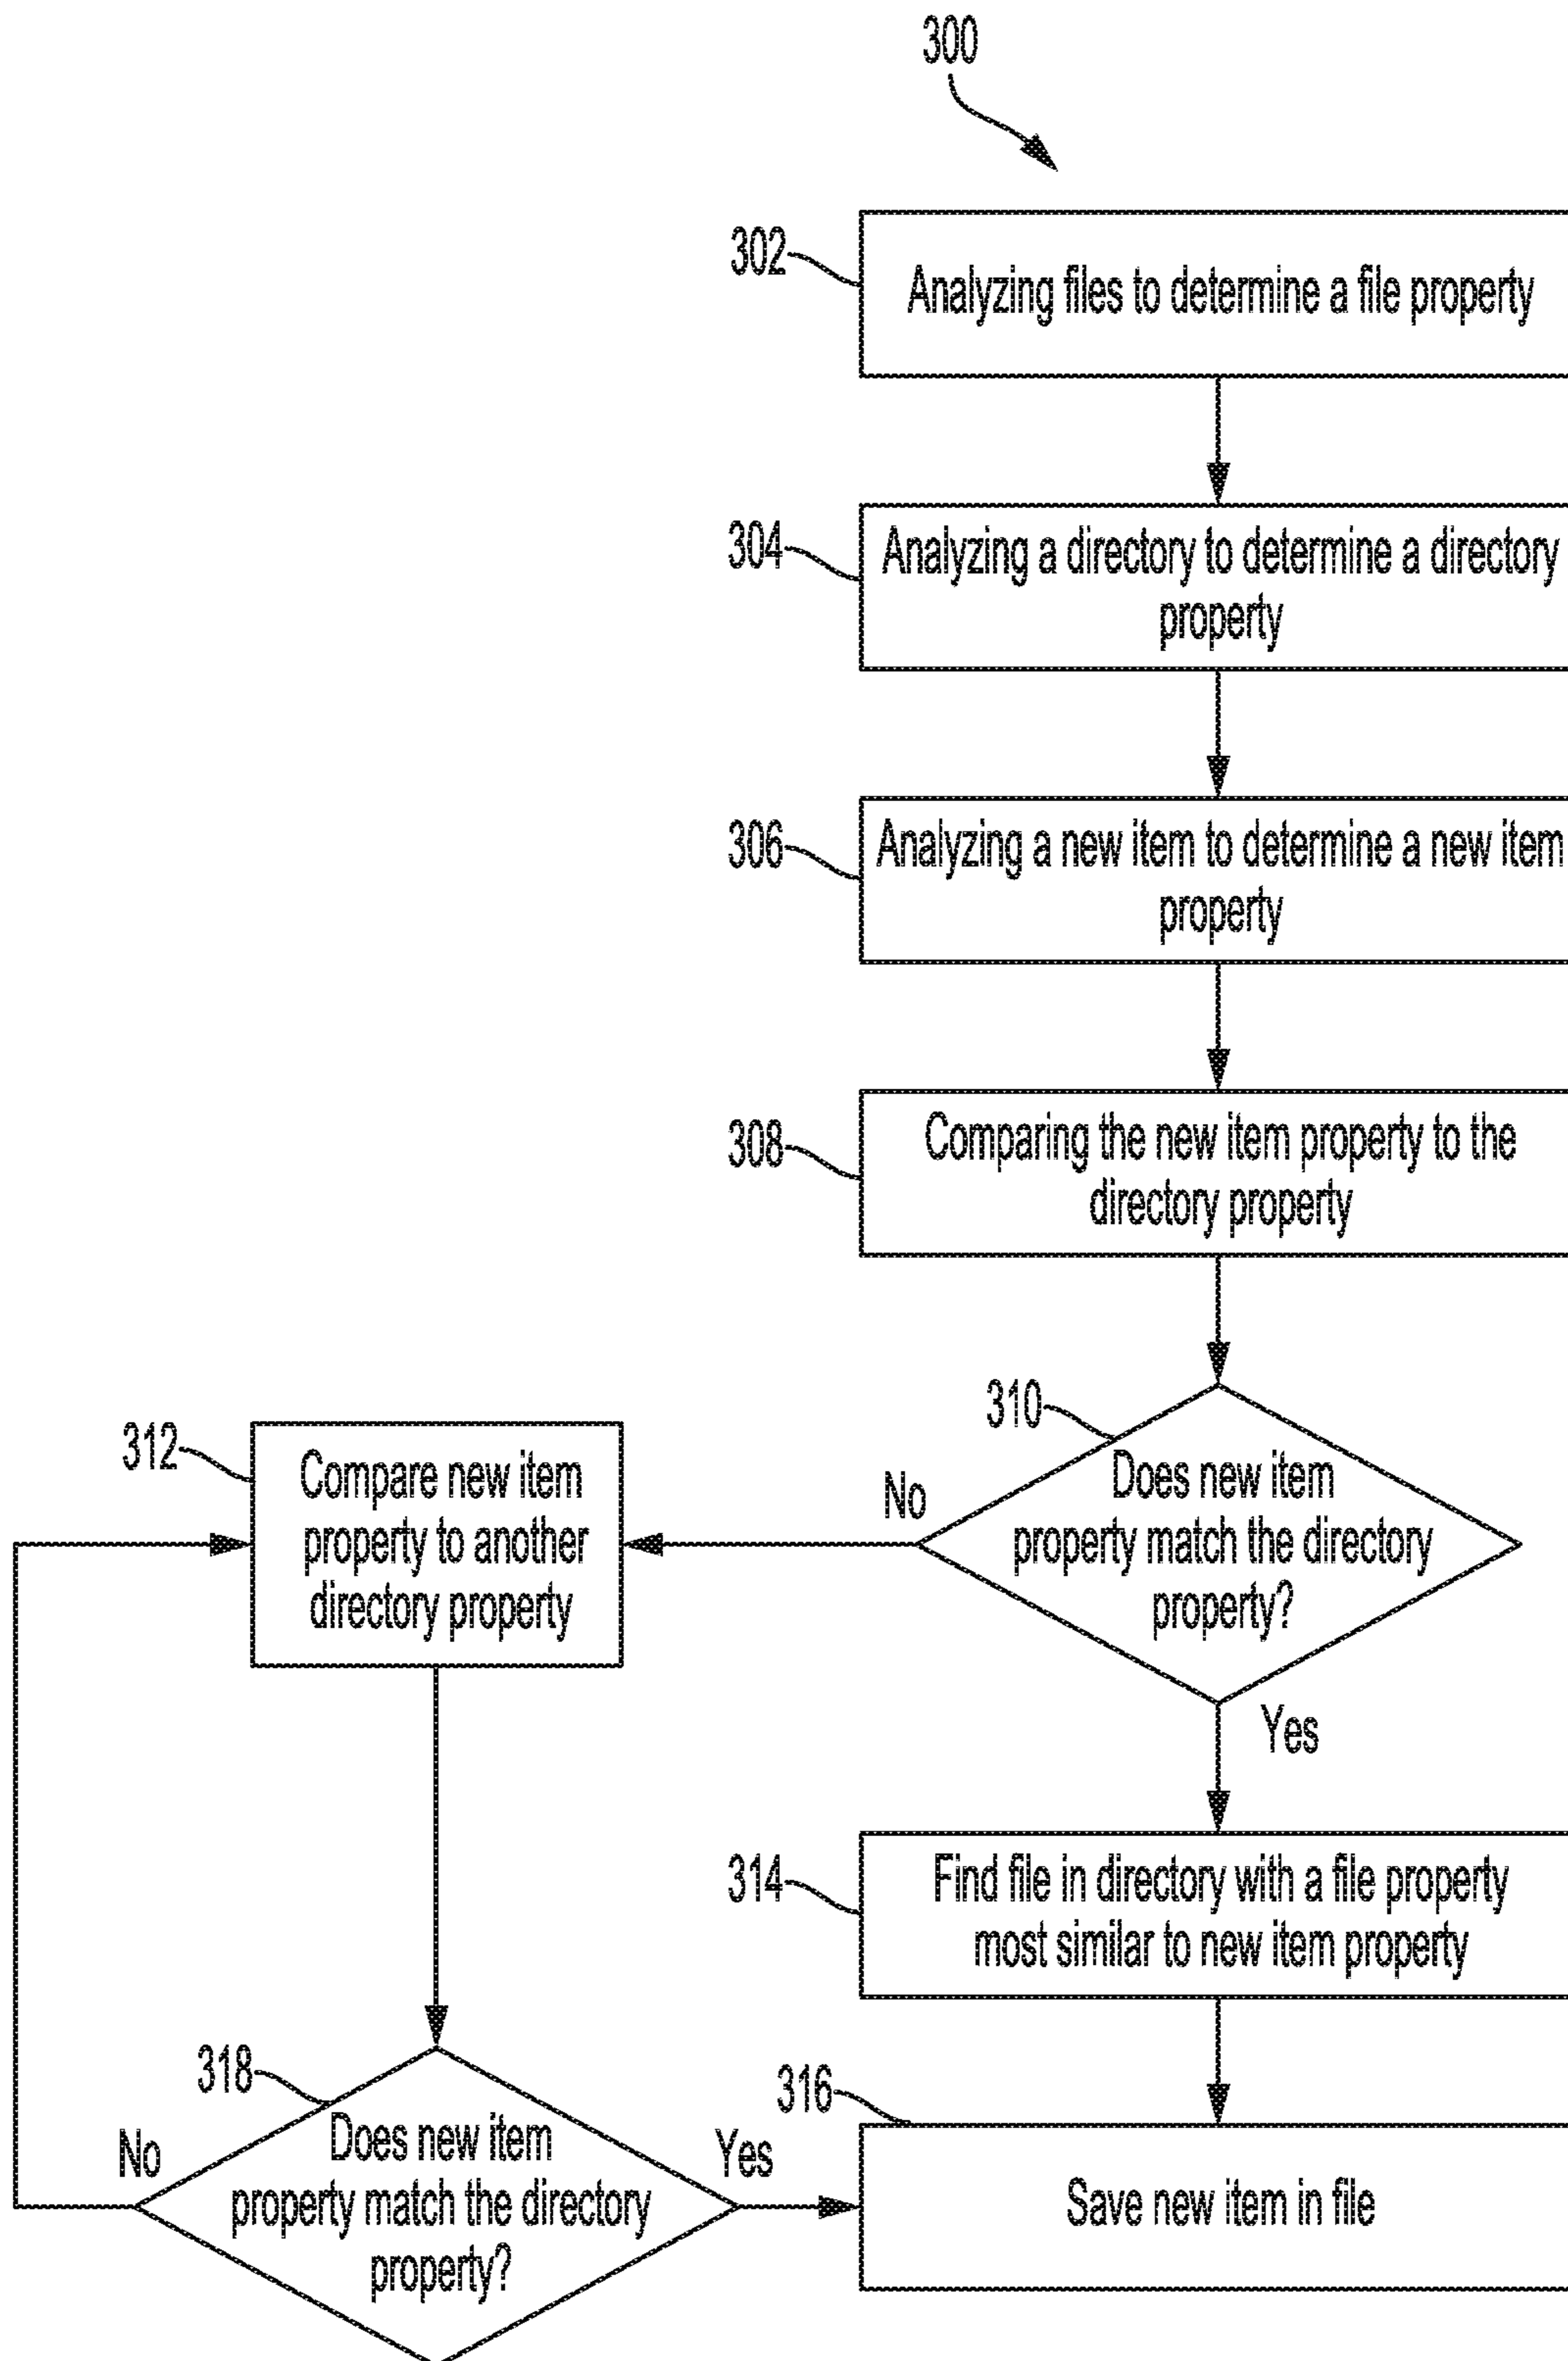 300
302
Analyzing files to determine a file property
304
Analyzing a directory to determine a directory
property
306
Analyzing a new item to determine a new item
property
308
Comparing the new item property to the
directory property
310
Does new item
property match the directory
property?
No
Yes
312
Compare new item
property to another
directory property
314
Find file in directory with a file property
most similar to new item property
318
Does new item
property match the directory
property?
No
Yes
316
Save new item in file